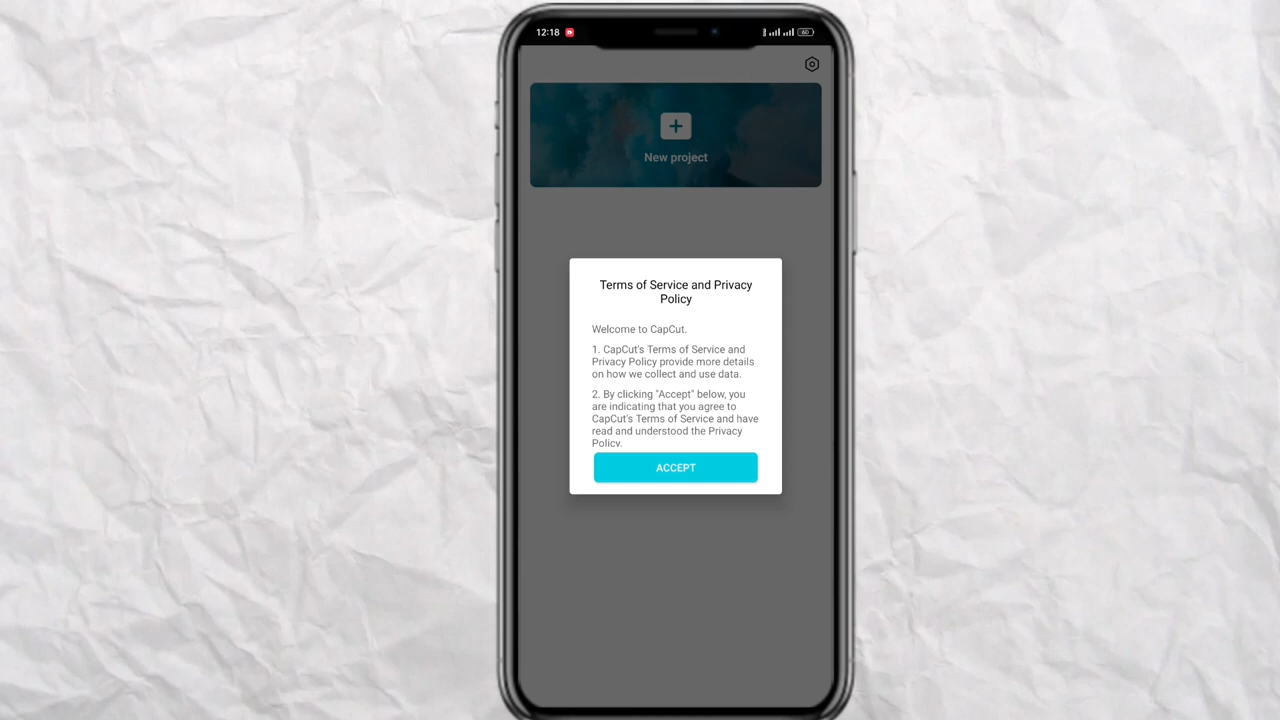 12:18
60
New project
Terms of Service and Privacy
Policy
Welcome to CapCut.
1. CapCut's Terms of Service and
Privacy Policy provide more details
on how we collect and use data.
2. By clicking "Accept" below, you
are indicating that you agree to
CapCut's Terms of Service and have
read and understood the Privacy
Policy.
ACCEPT